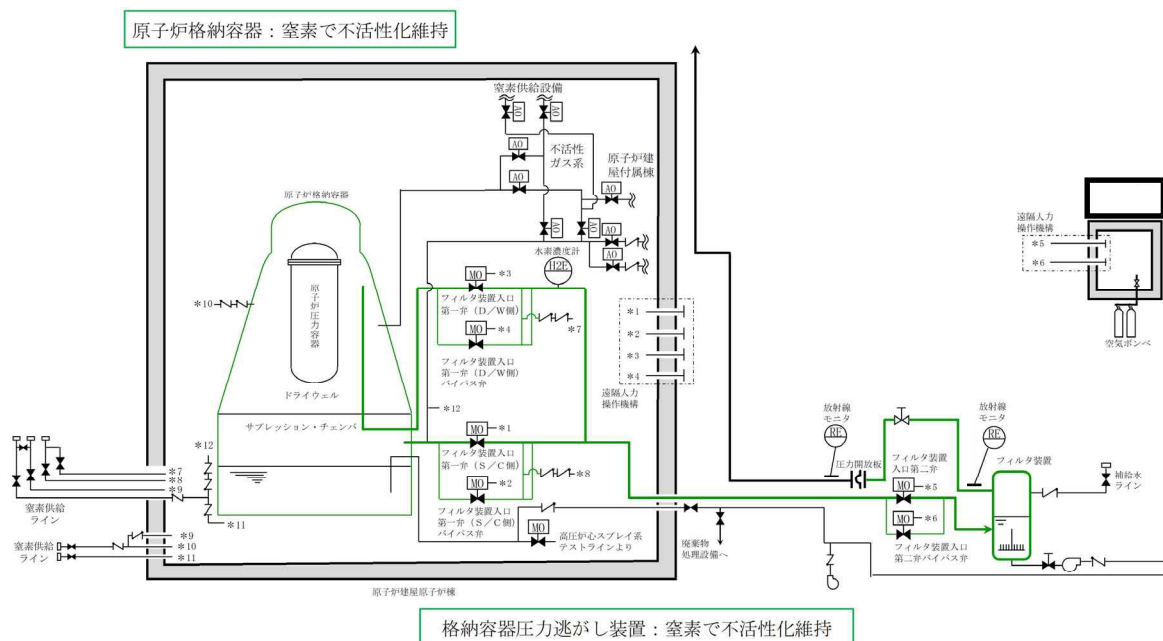 原子炉格納容器：窒素で不活性化維持
窒素供給設備
AO
AO
AO
不活性
ガス系
AO
原子炉建
屋付属棟
AO
AO
AO
AO
AO
原子炉格納容器
原子炉圧力容器
ドライウェル
サプレッション・チェンバ
*10
水素濃度計
H2E
MO
*3
フィルタ装置入口
第一弁（D／W側）
MO
*4
*7
フィルタ装置入口
第一弁（D／W側）
バイパス弁
*12
MO
*1
フィルタ装置入口
第一弁（S／C側）
MO
*2
*8
フィルタ装置入口
第一弁（S／C側）
バイパス弁
MO
高圧炉心スプレイ系
テストラインより
*1
*2
*3
*4
遠隔人力
操作機構
遠隔人力
操作機構
*5
*6
空気ボンベ
放射線
モニタ
RE
圧力開放板
放射線
モニタ
RE
フィルタ装置
フィルタ装置
入口第二弁
MO
*5
MO
*6
フィルタ装置入口
第二弁バイパス弁
補給水
ライン
廃棄物
処理設備へ
*12
*7
*8
*9
*11
窒素供給
ライン
*9
*10
*11
窒素供給
ライン
原子炉建屋原子炉棟
格納容器圧力逃がし装置：窒素で不活性化維持